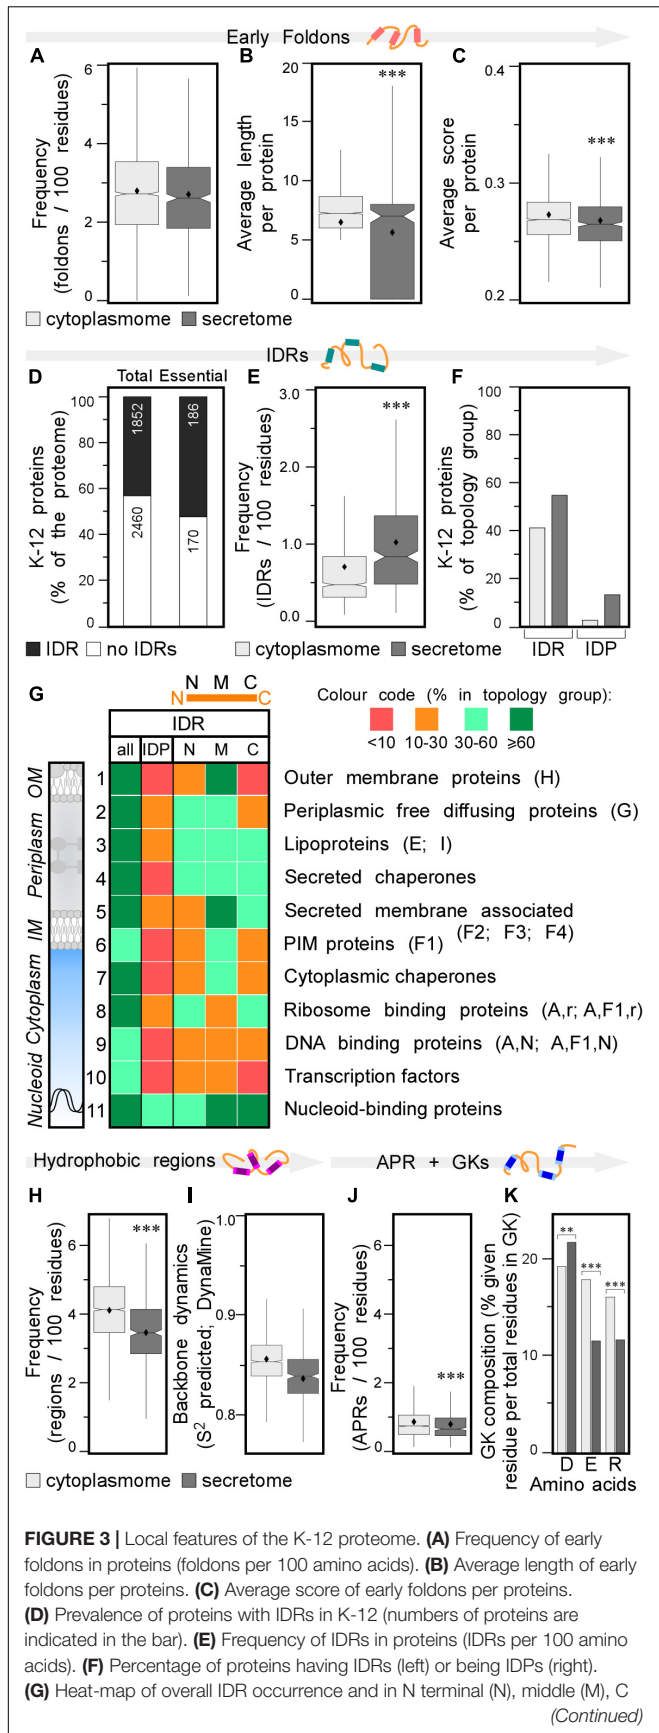 Early Foldons
A
B
C
Frequency
(foldons / 100 residues)
6
4
2
0
Average length
per protein
20
15
10
5
0
***
Average score
per protein
0.4
0.3
0.2
***
cytoplasmome secretome
IDRs
D
E
F
Total Essential
K-12 proteins
(% of the proteome)
100
80
60
40
20
0
1852
2460
186
170
IDR no IDRs
Frequency
(IDRs / 100 residues)
3.0
2.0
1.0
0.0
***
cytoplasmome secretome
K-12 proteins
(% of topology group)
100
80
60
40
20
0
IDR IDP
G
N M C
N C
Colour code (% in topology group):
<10 10-30 30-60 ≥60
IDR
all IDP N M C
OM
Periplasm
IM
Cytoplasm
Nucleoid
1 Outer membrane proteins (H)
2 Periplasmic free diffusing proteins (G)
3 Lipoproteins (E; I)
4 Secreted chaperones
5 Secreted membrane associated
(F2; F3; F4)
6 PIM proteins (F1)
7 Cytoplasmic chaperones
8 Ribosome binding proteins (A,r; A,F1,r)
9 DNA binding proteins (A,N; A,F1,N)
10 Transcription factors
11 Nucleoid-binding proteins
Hydrophobic regions
APR + GKs
H
I
J
K
Frequency
(regions / 100 residues)
6
4
2
0
***
Backbone dynamics
(S² predicted; DynaMine)
1.0
0.9
0.8
Frequency
(APRs / 100 residues)
6
4
2
0
***
GK composition (% given
residue per total residues in GK)
20
10
0
**
***
***
D E R
Amino acids
cytoplasmome secretome
FIGURE 3 | Local features of the K-12 proteome. (A) Frequency of early
foldons in proteins (foldons per 100 amino acids). (B) Average length of early
foldons per proteins. (C) Average score of early foldons per proteins.
(D) Prevalence of proteins with IDRs in K-12 (numbers of proteins are
indicated in the bar). (E) Frequency of IDRs in proteins (IDRs per 100 amino
acids). (F) Percentage of proteins having IDRs (left) or being IDPs (right).
(G) Heat-map of overall IDR occurrence and in N terminal (N), middle (M), C
(Continued)